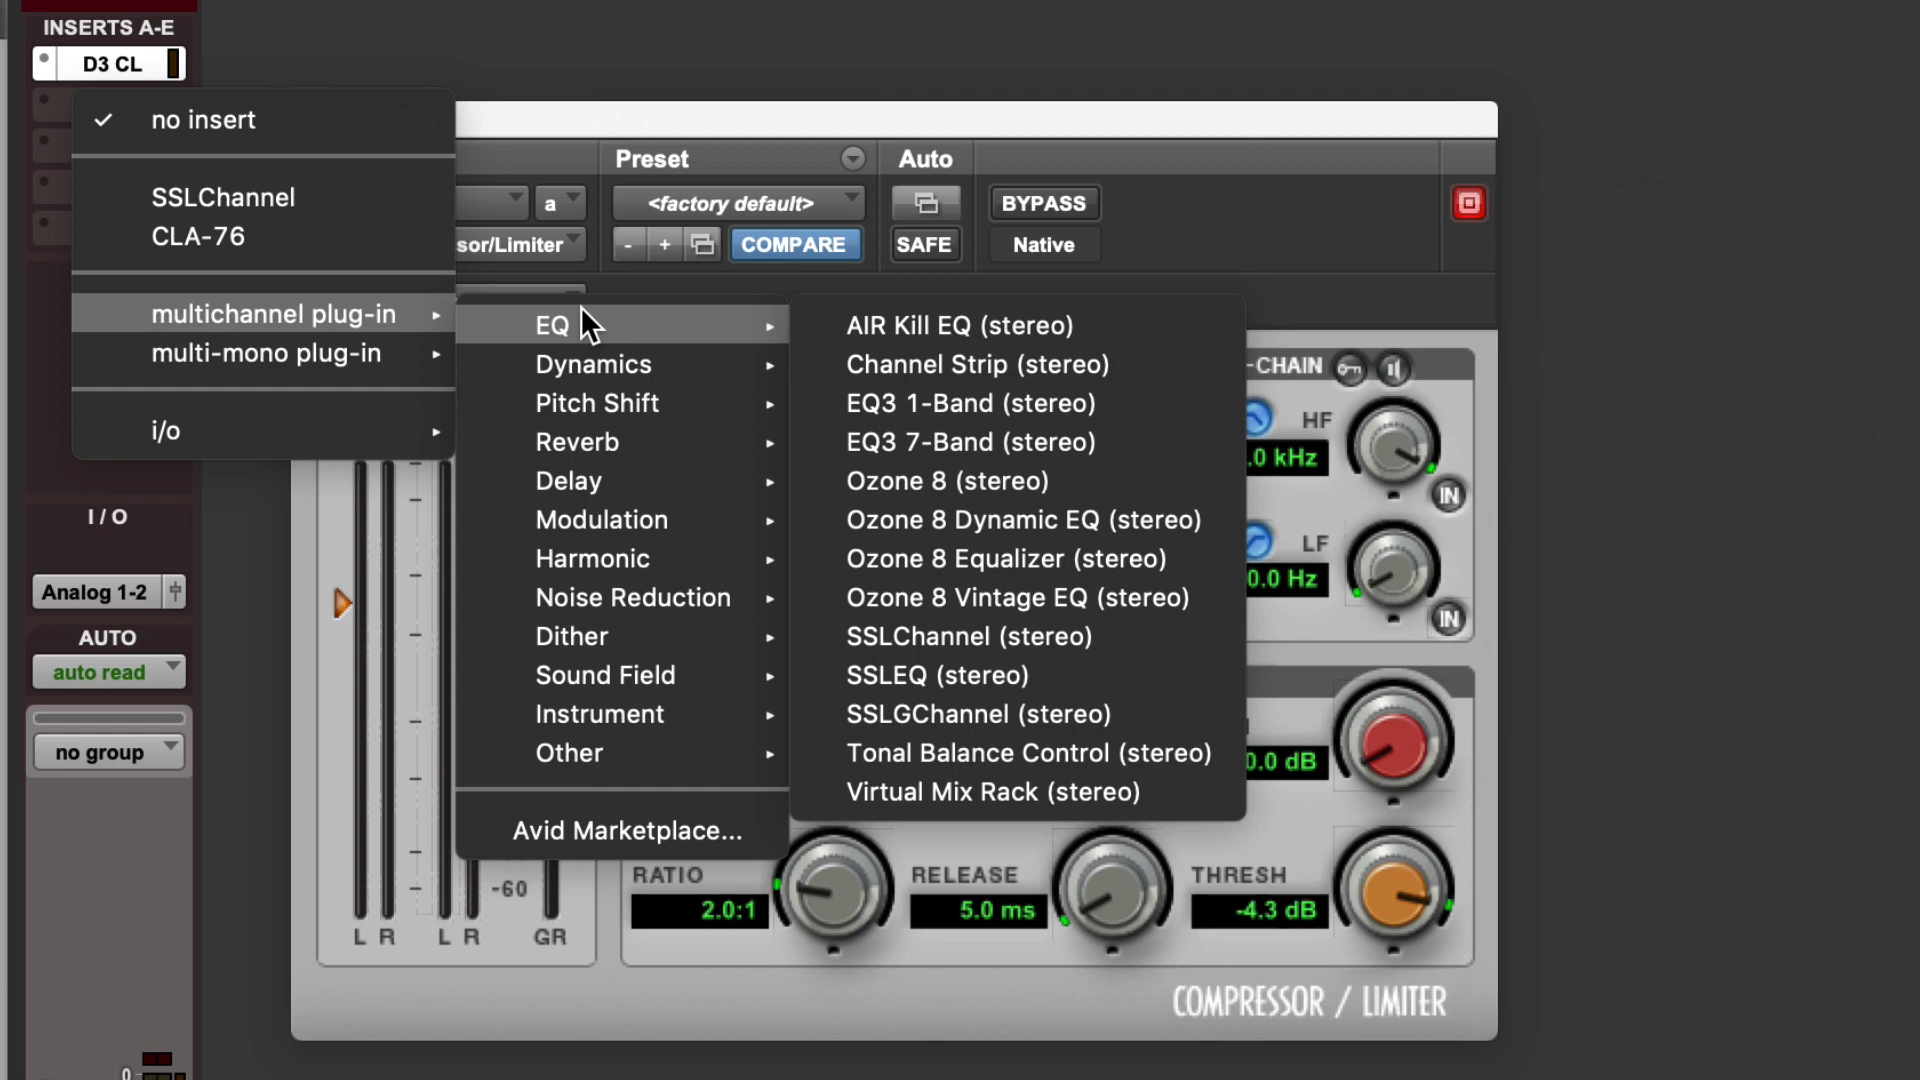 INSERTS A-E
D3 CL
no insert
SSLChannel
CLA-76
multichannel plug-in
multi-mono plug-in
i/o
Preset
Auto
a
<factory default>
BYPASS
sor/Limiter
-
+
COMPARE
SAFE
Native
EQ
Dynamics
Pitch Shift
Reverb
Delay
Modulation
Harmonic
Noise Reduction
Dither
Sound Field
Instrument
Other
Avid Marketplace...
AIR Kill EQ (stereo)
Channel Strip (stereo)
EQ3 1-Band (stereo)
EQ3 7-Band (stereo)
Ozone 8 (stereo)
Ozone 8 Dynamic EQ (stereo)
Ozone 8 Equalizer (stereo)
Ozone 8 Vintage EQ (stereo)
SSLChannel (stereo)
SSLEQ (stereo)
SSLGChannel (stereo)
Tonal Balance Control (stereo)
Virtual Mix Rack (stereo)
-CHAIN
HF
.0 kHz
IN
LF
0.0 Hz
IN
0.0 dB
I / O
Analog 1-2
AUTO
auto read
no group
0
-60
L R
L R
GR
RATIO
2.0:1
RELEASE
5.0 ms
THRESH
-4.3 dB
COMPRESSOR / LIMITER